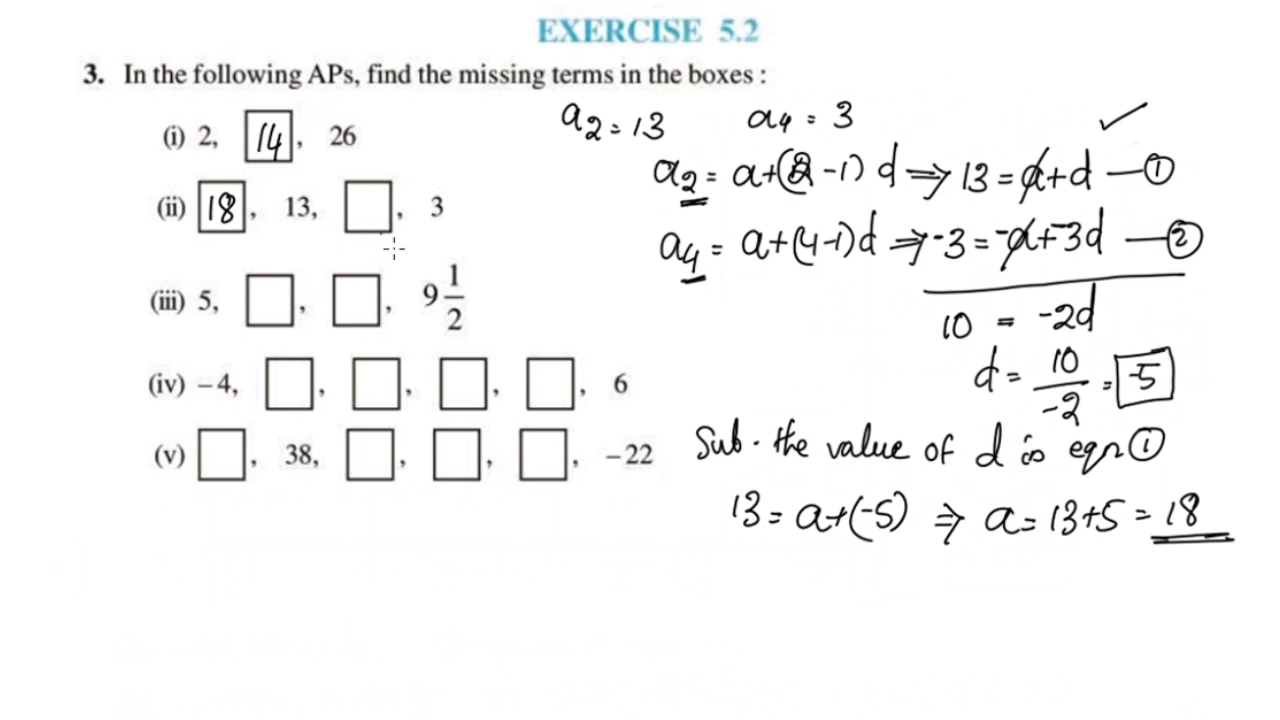 EXERCISE 5.2
3. In the following APs, find the missing terms in the boxes :
(i) 2, 14, 26
(ii) 18, 13, , 3
(iii) 5, , , 9 1/2
(iv) – 4, , , , , 6
(v) , 38, , , , – 22
a₂ = 13 a₄ = 3 ✓
a₂ = a+(2-1) d ⇒ 13 = a+d —①
a₄ = a+(4-1)d ⇒ -3 = -a+-3d —②
10 = -2d
d = 10/-2 = -5
Sub. the value of d in eqn ①
13 = a+(-5) ⇒ a = 13+5 = 18